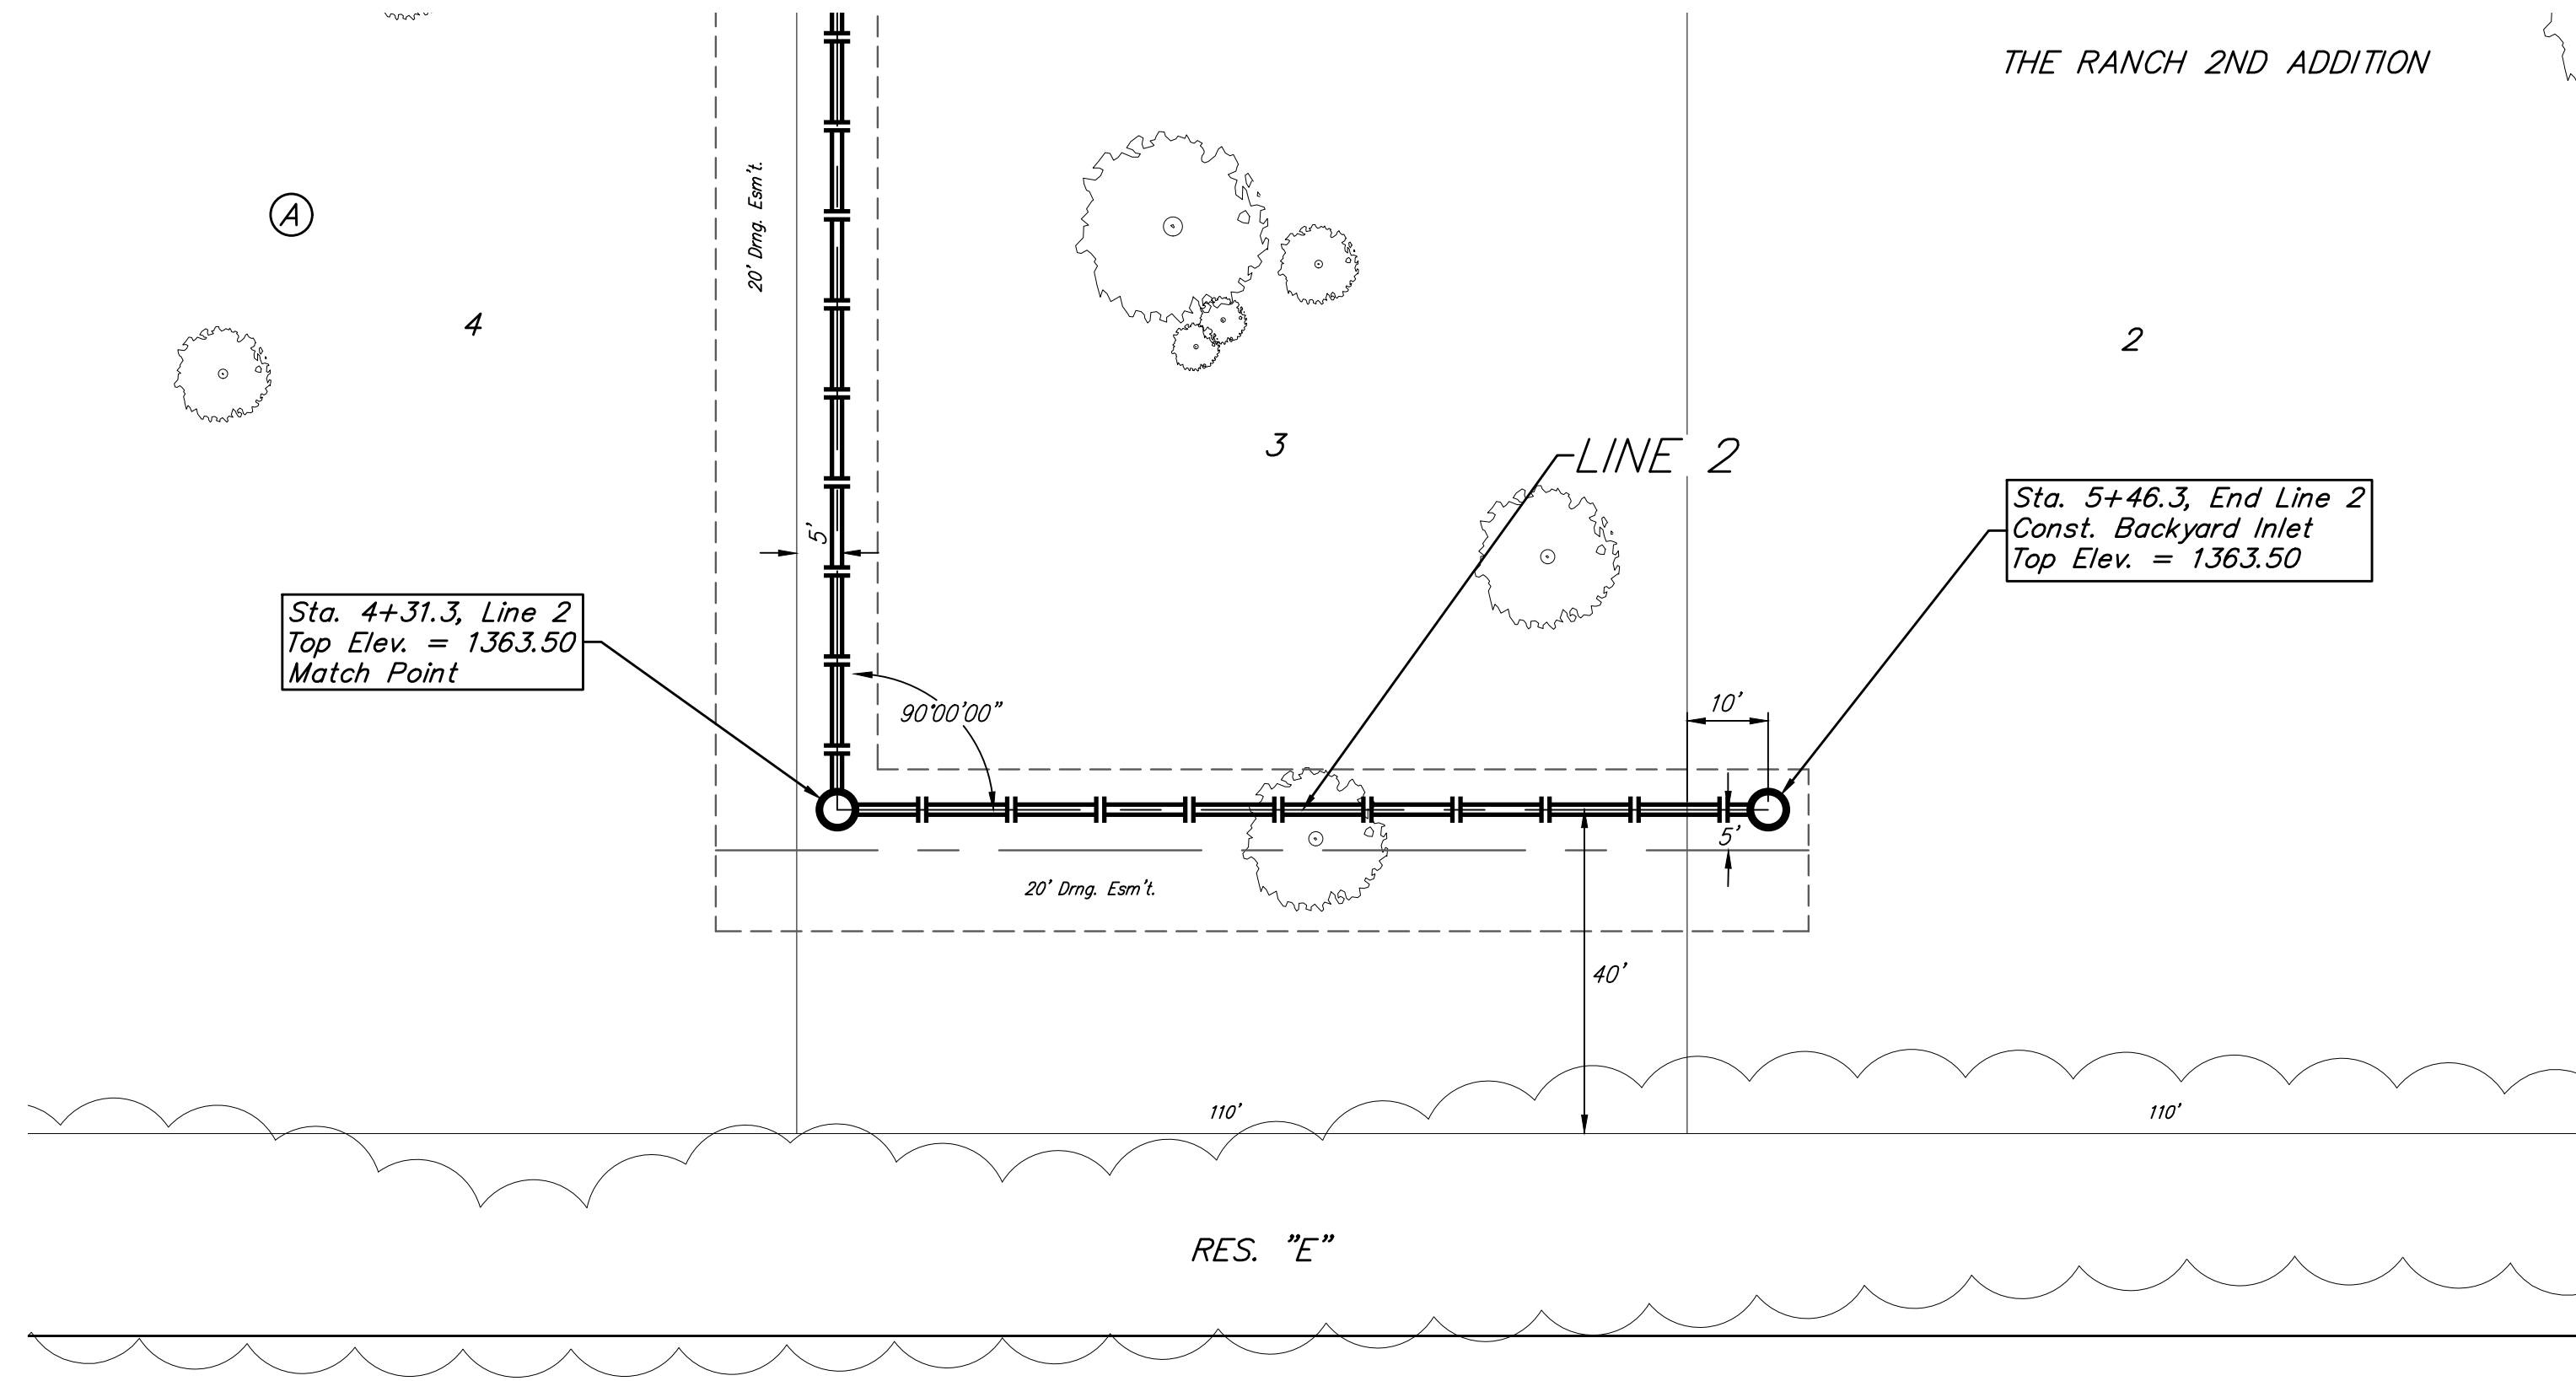 THE RANCH 2ND ADDITION
20' Drng. Esm't.
A
4
2
3
LINE 2
Sta. 5+46.3, End Line 2
Const. Backyard Inlet
Top Elev. = 1363.50
5'
Sta. 4+31.3, Line 2
Top Elev. = 1363.50
Match Point
90°00'00"
10'
5'
20' Drng. Esm't.
40'
110'
110'
RES. "E"